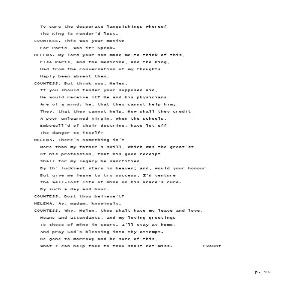 To cure the desperate languishings whereof
The King is render'd lost.
COUNTESS. This was your motive
For Paris, was it? Speak.
HELENA. My lord your son made me to think of this,
Else Paris, and the medicine, and the King,
Had from the conversation of my thoughts
Haply been absent then.
COUNTESS. But think you, Helen,
If you should tender your supposed aid,
He would receive it? He and his physicians
Are of a mind: he, that they cannot help him;
They, that they cannot help. How shall they credit
A poor unlearned virgin, when the schools,
Embowell'd of their doctrine, have left off
The danger to itself?
HELENA. There's something in't
More than my father's skill, which was the great'st
Of his profession, that his good receipt
Shall for my legacy be sanctified
By th' luckiest stars in heaven; and, would your honour
But give me leave to try success, I'd venture
The well-lost life of mine on his Grace's cure.
By such a day and hour.
COUNTESS. Dost thou believe't?
HELENA. Ay, madam, knowingly.
COUNTESS. Why, Helen, thou shalt have my leave and love,
Means and attendants, and my loving greetings
To those of mine in court. I'll stay at home,
And pray God's blessing into thy attempt.
Be gone to-morrow; and be sure of this,
What I can help thee to thou shalt not miss. Exeunt